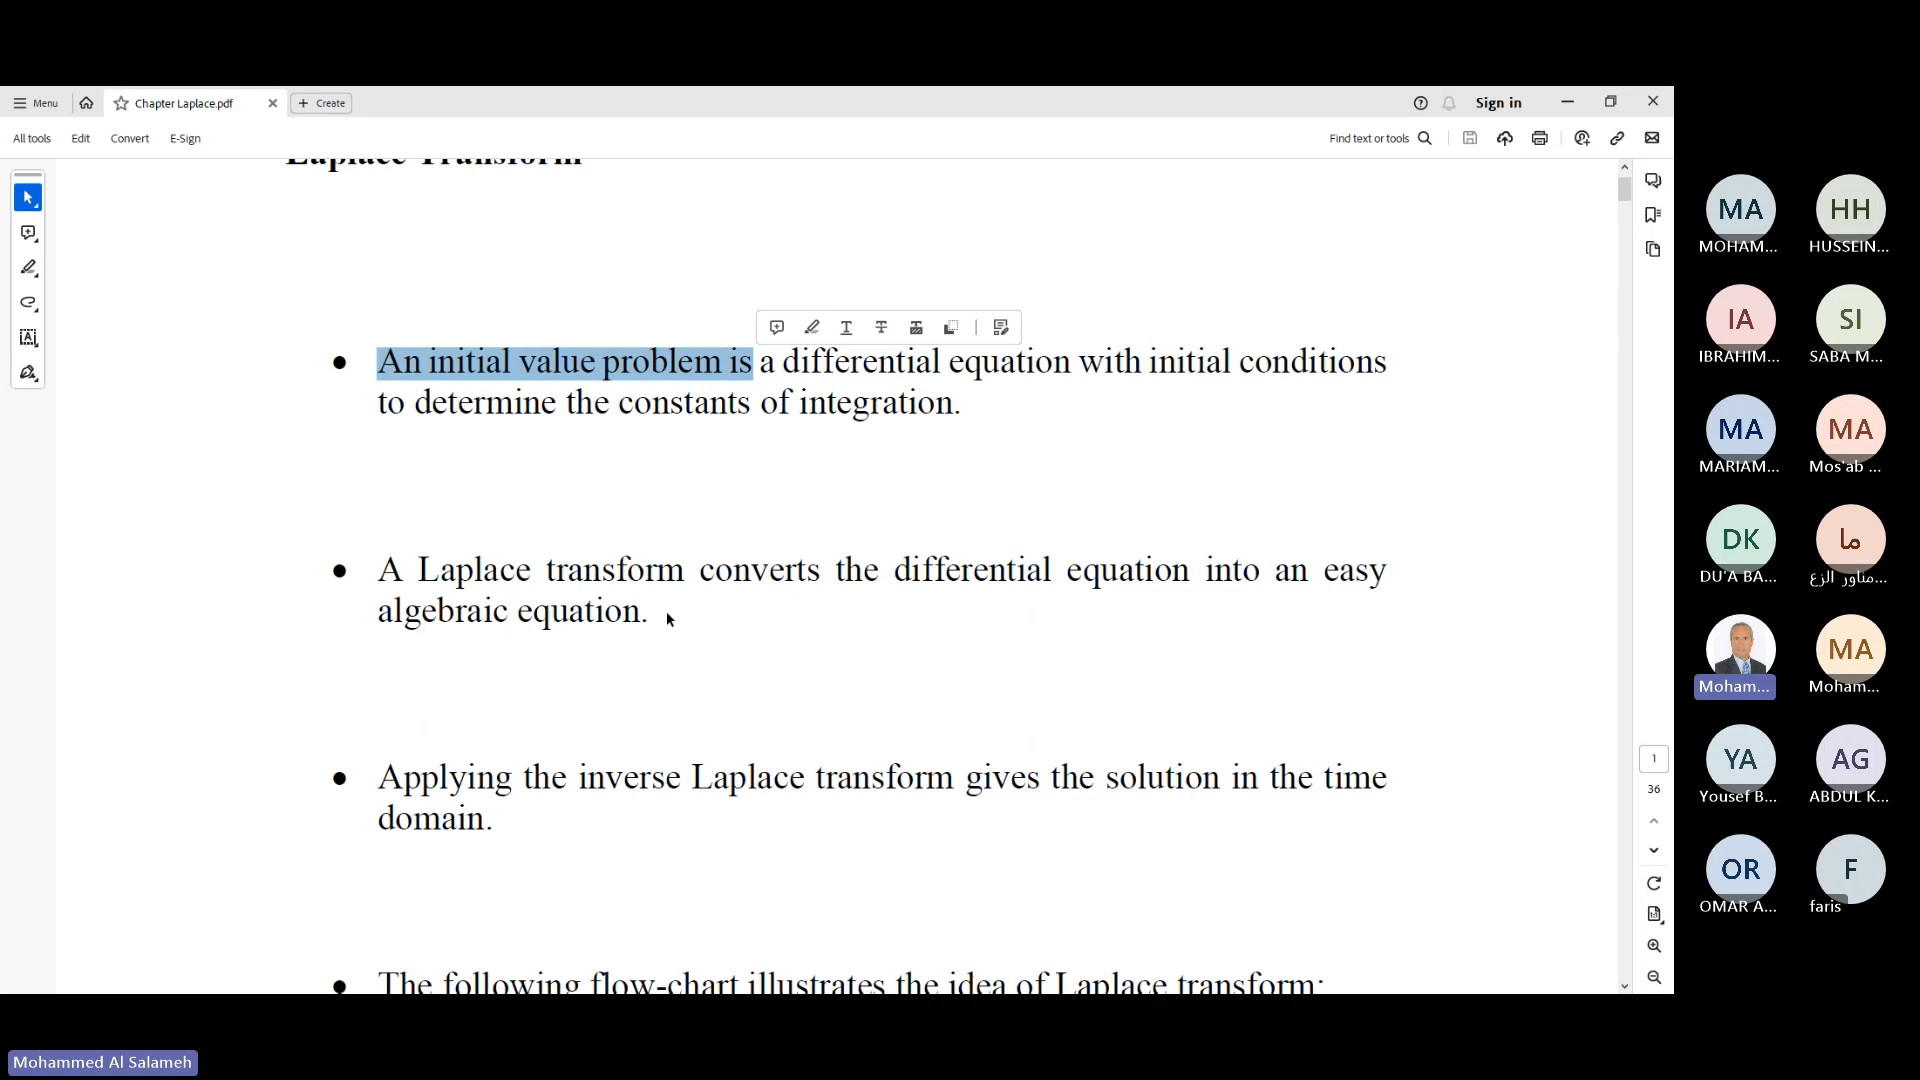 Menu
Chapter Laplace.pdf
Create
Sign in
All tools
Edit
Convert
E-Sign
Find text or tools
Laplace Transform
• An initial value problem is a differential equation with initial conditions
to determine the constants of integration.
• A Laplace transform converts the differential equation into an easy
algebraic equation.
• Applying the inverse Laplace transform gives the solution in the time
domain.
• The following flow-chart illustrates the idea of Laplace transform:
1
36
MA
MOHAM...
HH
HUSSEIN...
IA
IBRAHIM...
SI
SABA M...
MA
MARIAM...
MA
Mos'ab ...
DK
DU'A BA...
ما
مناور الزع...
Moham...
MA
Moham...
YA
Yousef B...
AG
ABDUL K...
OR
OMAR A...
F
faris
Mohammed Al Salameh